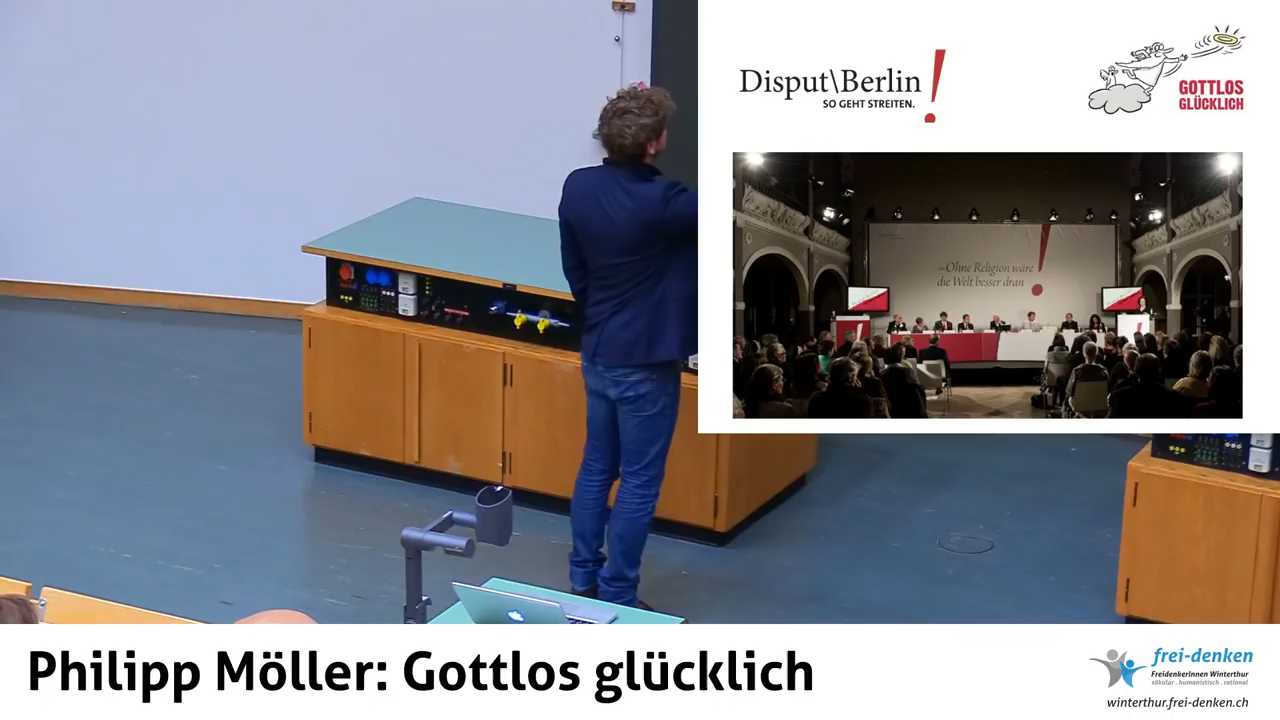 Disput\Berlin!
SO GEHT STREITEN.
GOTTLOS
GLÜCKLICH
»Ohne Religion wäre
die Welt besser dran!
Philipp Möller: Gottlos glücklich
frei-denken
FreidenkerInnen Winterthur
säkular . humanistisch . rational
winterthur.frei-denken.ch